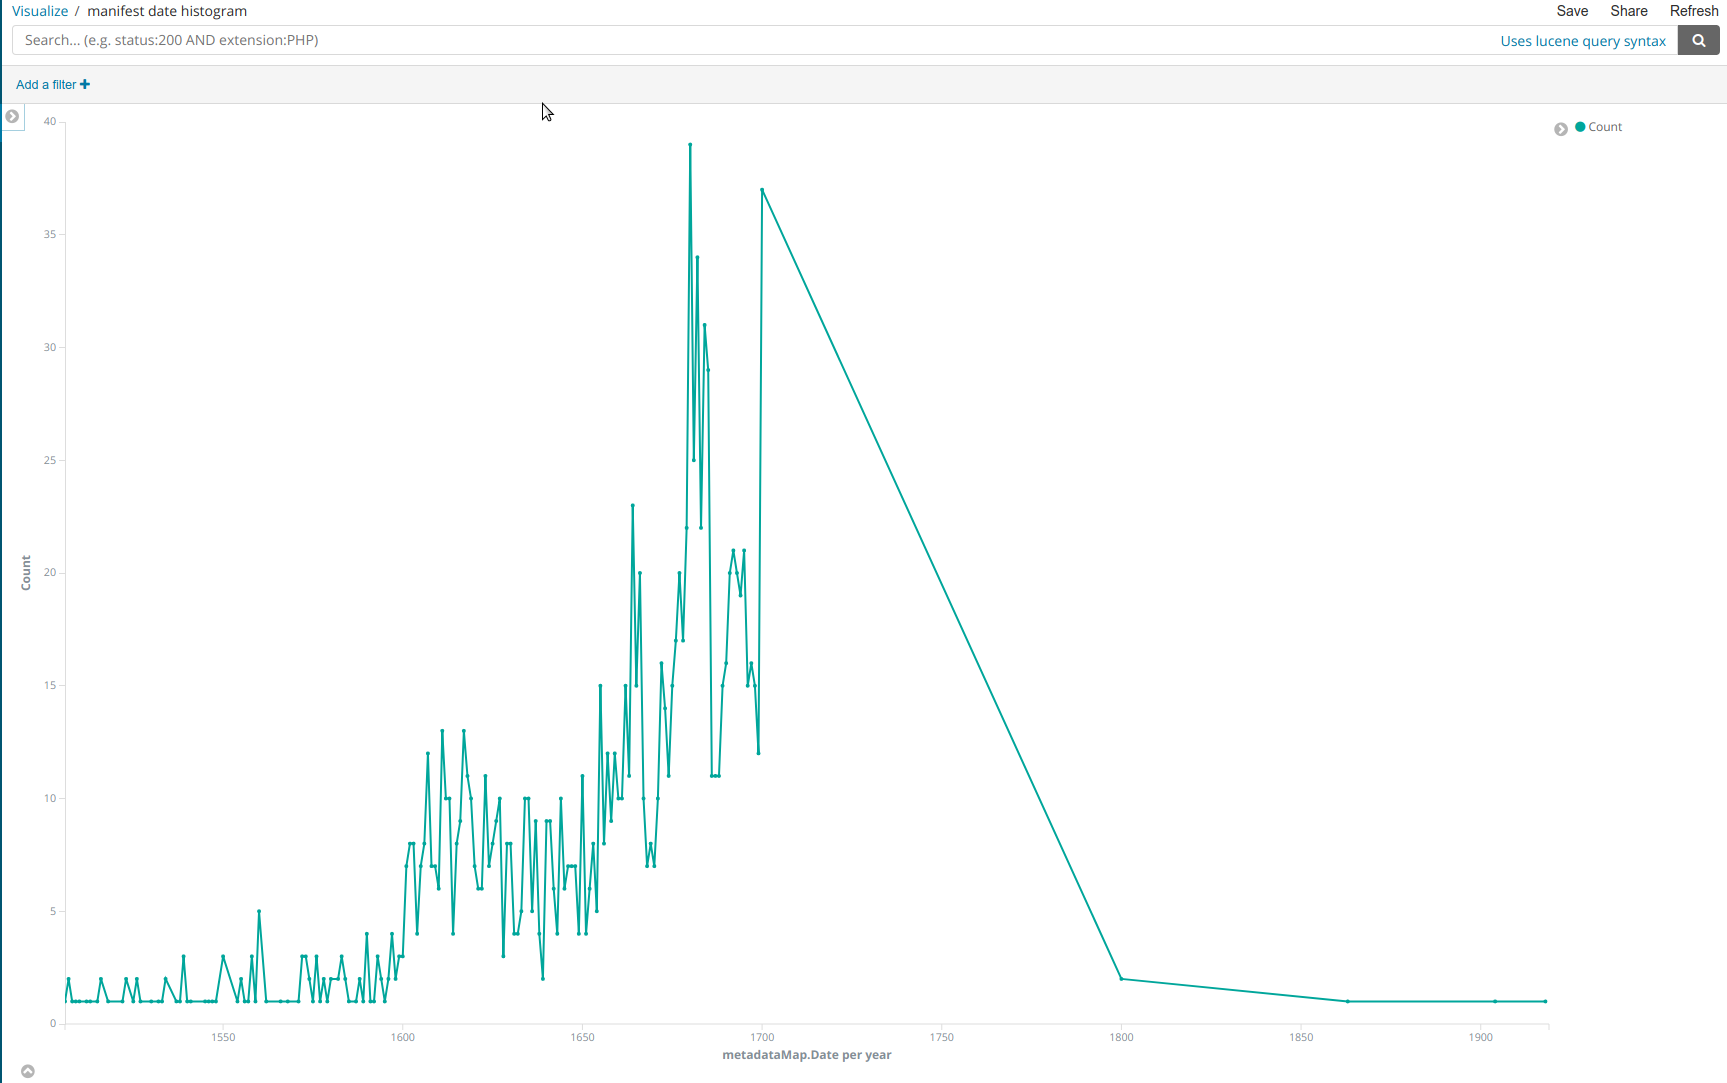 Visualize / manifest date histogram
Save Share Refresh
Search... (e.g. status:200 AND extension:PHP)
Uses lucene query syntax
Add a filter +
Count
40
35
30
25
20
15
10
5
0
Count
1550 1600 1650 1700 1750 1800 1850 1900
metadataMap.Date per year